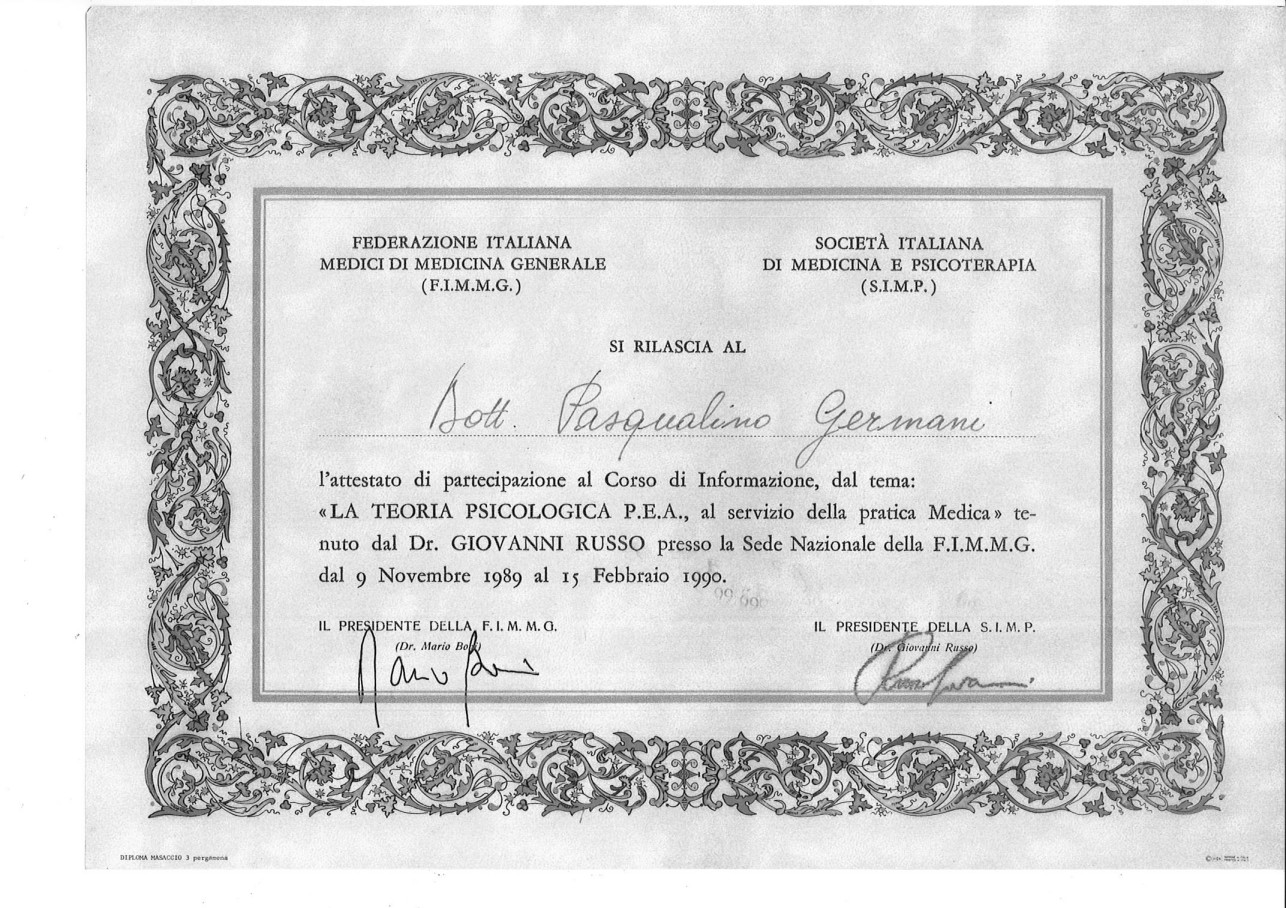 FEDERAZIONE ITALIANA
MEDICI DI MEDICINA GENERALE
(F.I.M.M.G.)
SOCIETÀ ITALIANA
DI MEDICINA E PSICOTERAPIA
(S.I.M.P.)
SI RILASCIA AL
Dott. Pasqualino Germani
l'attestato di partecipazione al Corso di Informazione, dal tema:
«LA TEORIA PSICOLOGICA P.E.A., al servizio della pratica Medica» te-
nuto dal Dr. GIOVANNI RUSSO presso la Sede Nazionale della F.I.M.M.G.
dal 9 Novembre 1989 al 15 Febbraio 1990.
IL PRESIDENTE DELLA F.I.M.M.G.
(Dr. Mario
IL PRESIDENTE DELLA S.I.M.P.
(Dr. Giovanni Russo)
DIPLOMA MASACCIO 3 pergamena